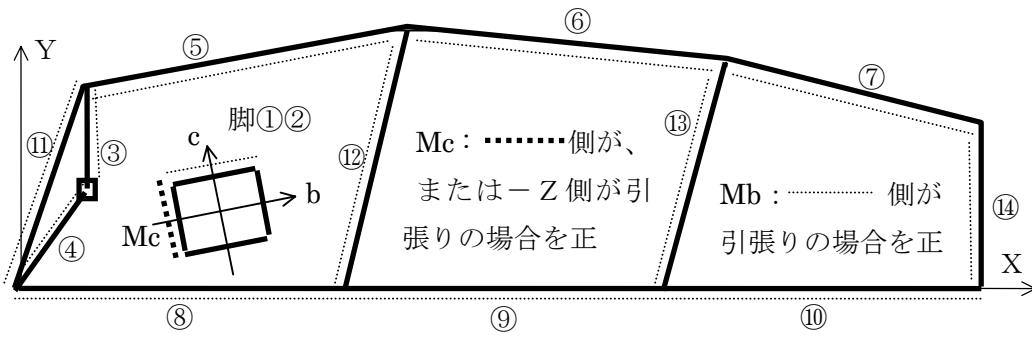 Y
⑥
⑤
⑦
脚①②
c
⑪
③
⑫
Mc：▪▪▪▪▪▪▪▪側が、
⑬
または－Z 側が引
b
Mb：………… 側が
⑭
④
Mc
張りの場合を正
引張りの場合を正
X
⑧
⑨
⑩